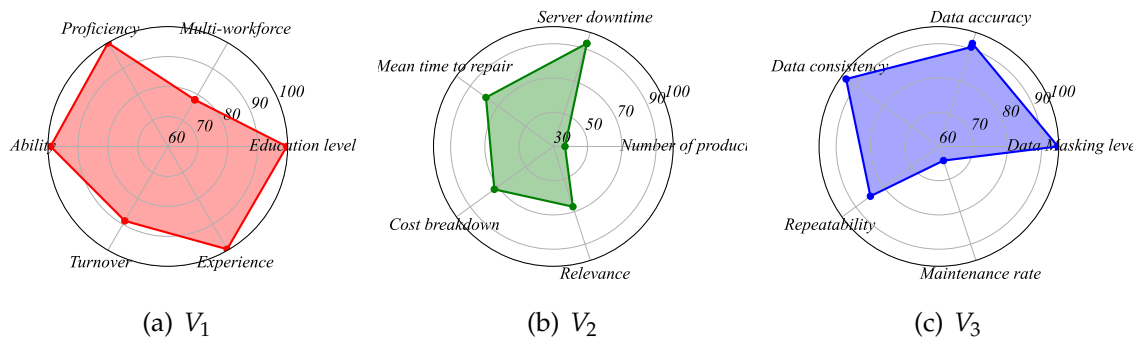 Proficiency
Multi-workforce
Ability
Education level
Turnover
Experience
60
70
80
90
100
(a) V1
Server downtime
Mean time to repair
Number of product
Cost breakdown
Relevance
30
50
70
90
100
(b) V2
Data accuracy
Data consistency
Data Masking leve
Repeatability
Maintenance rate
60
70
80
90
100
(c) V3